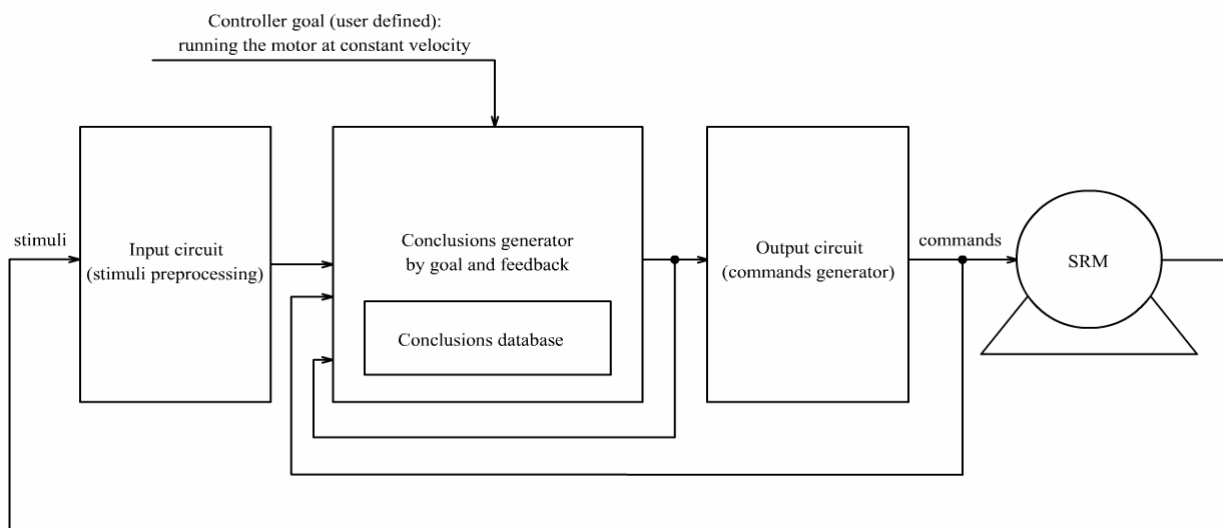 Controller goal (user defined):
running the motor at constant velocity
stimuli
Input circuit
(stimuli preprocessing)
Conclusions generator
by goal and feedback
Conclusions database
Output circuit
(commands generator)
commands
SRM